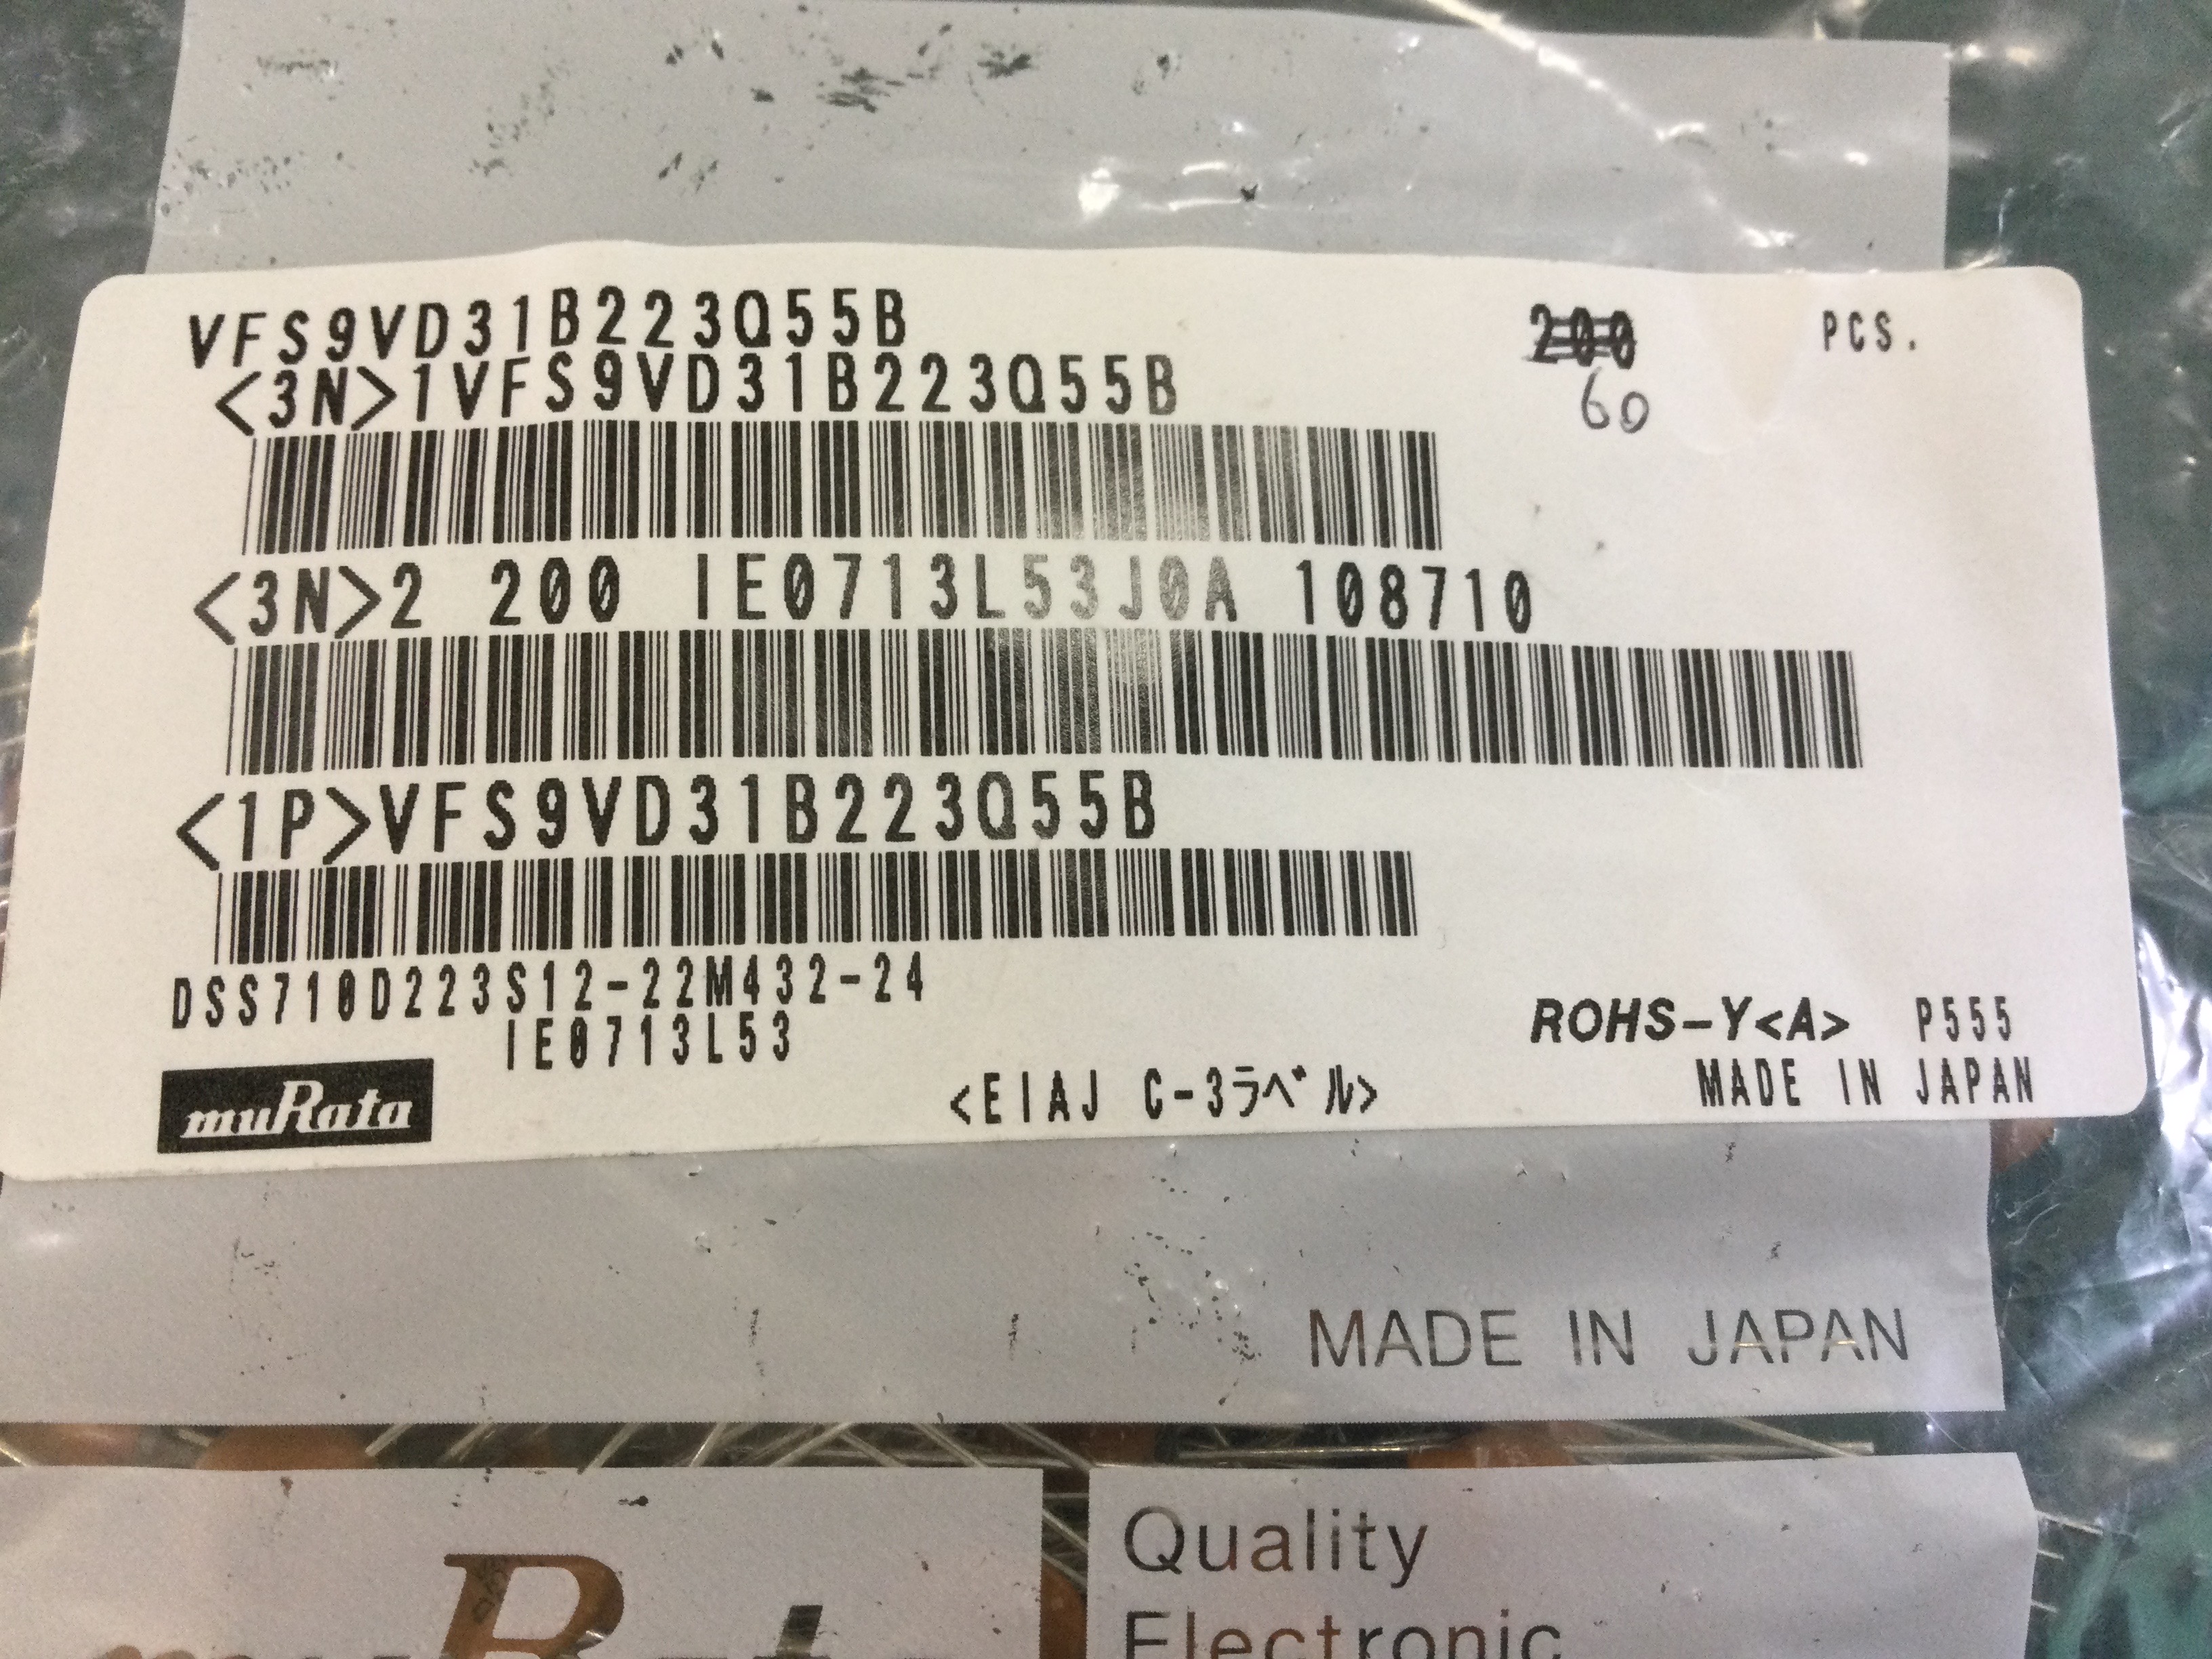 VFS9VD31B223Q55B
200 PCS.
60
<3N>1VFS9VD31B223Q55B
<3N>2 200 IE0713L53J0A 108710
<1P>VFS9VD31B223Q55B
DSS710D223S12-22M432-24
IE0713L53
ROHS-Y<A> P555
muRata
<EIAJ C-3ラベル>
MADE IN JAPAN
MADE IN JAPAN
muRata
Quality
Electronic